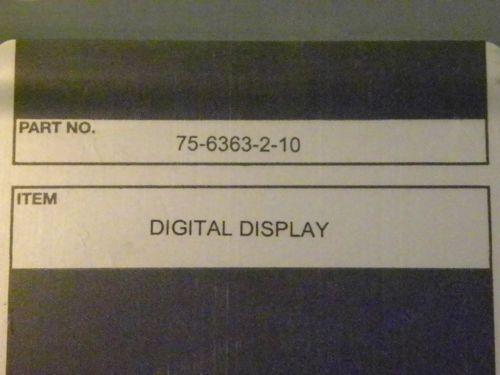 PART NO.
75-6363-2-10
ITEM
DIGITAL DISPLAY